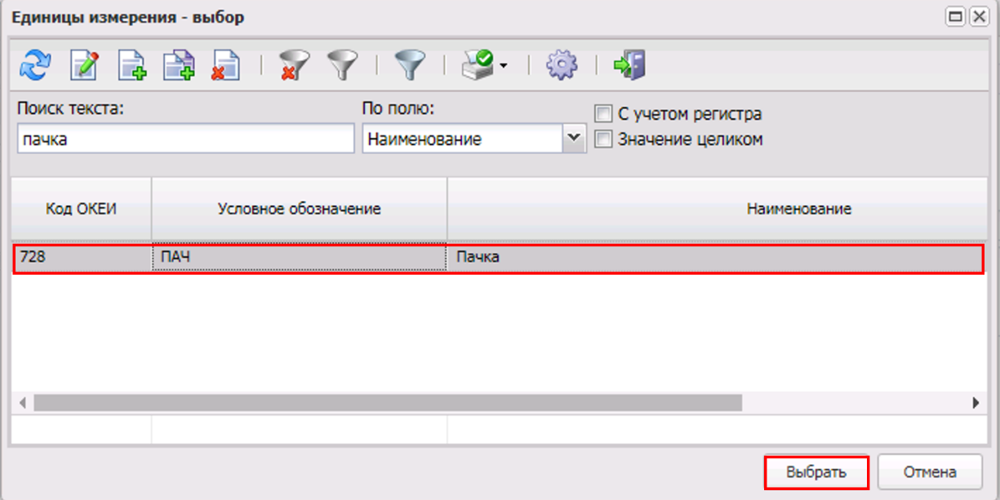 Единицы измерения - выбор
Поиск текста:
По полю:
С учетом регистра
пачка
Наименование
Значение целиком
Код ОКЕИ
Условное обозначение
Наименование
728
ПАЧ
Пачка
Выбрать
Отмена